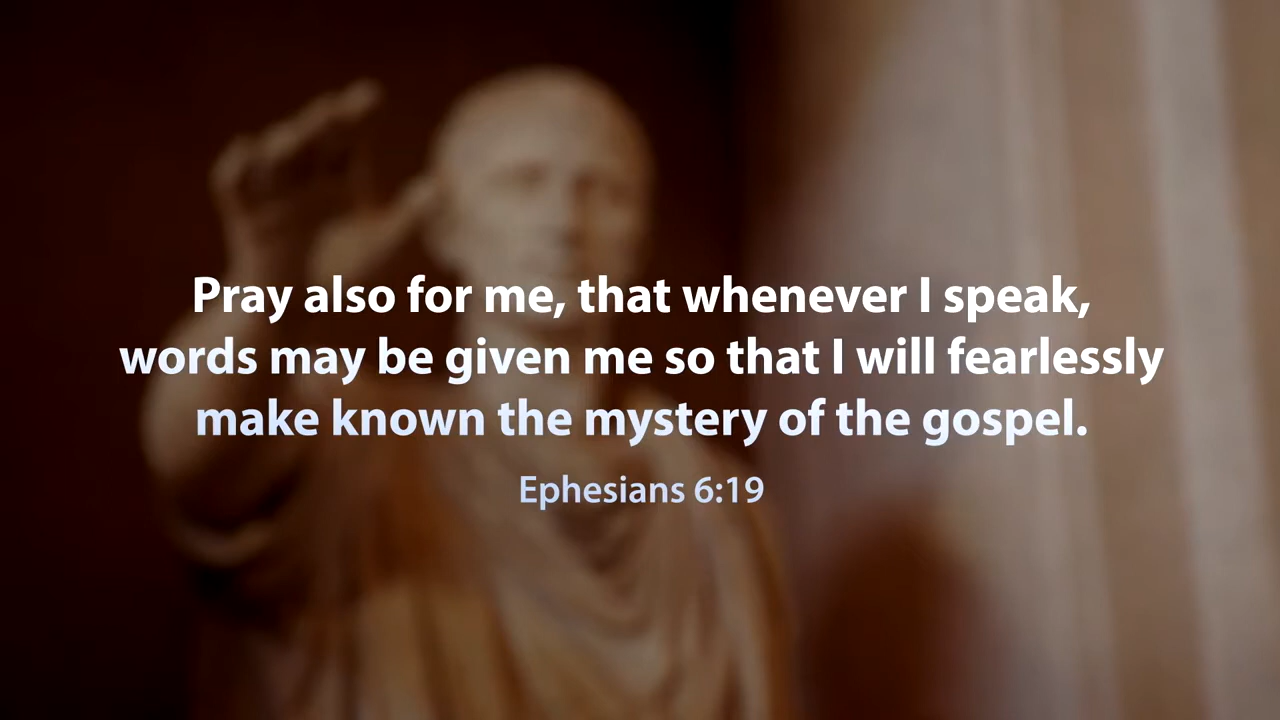 Pray also for me, that whenever I speak,
words may be given me so that I will fearlessly
make known the mystery of the gospel.
Ephesians 6:19